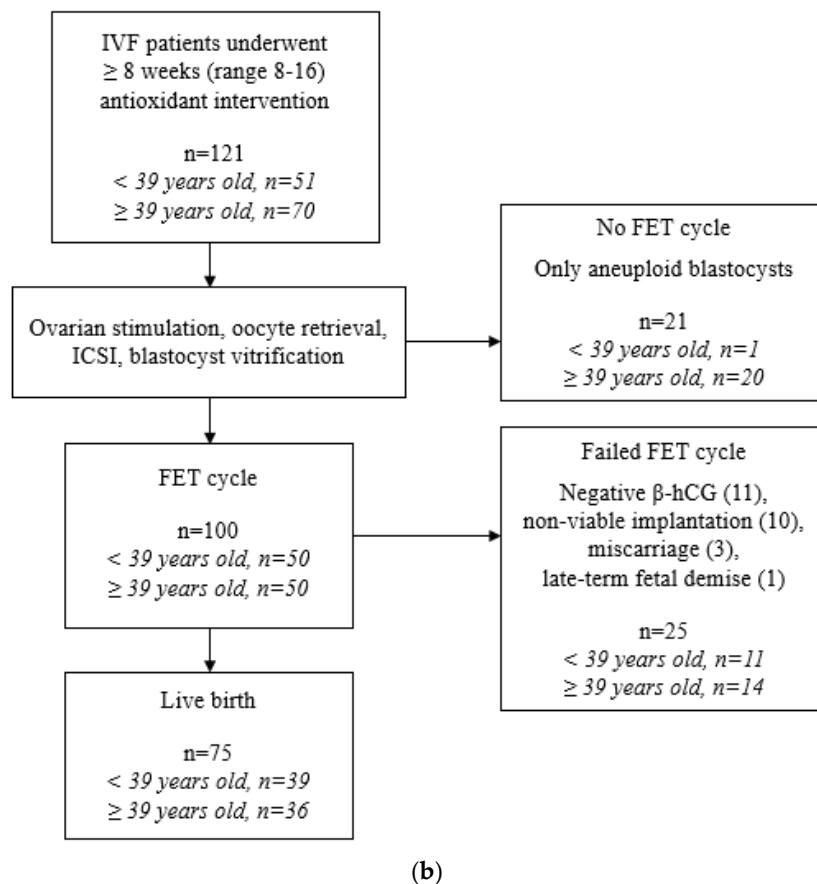 IVF patients underwent
≥ 8 weeks (range 8-16)
antioxidant intervention
n=121
< 39 years old, n=51
≥ 39 years old, n=70
No FET cycle
Only aneuploid blastocysts
n=21
< 39 years old, n=1
≥ 39 years old, n=20
Ovarian stimulation, oocyte retrieval,
ICSI, blastocyst vitrification
FET cycle
n=100
< 39 years old, n=50
≥ 39 years old, n=50
Failed FET cycle
Negative β-hCG (11),
non-viable implantation (10),
miscarriage (3),
late-term fetal demise (1)
n=25
< 39 years old, n=11
≥ 39 years old, n=14
Live birth
n=75
< 39 years old, n=39
≥ 39 years old, n=36
(b)